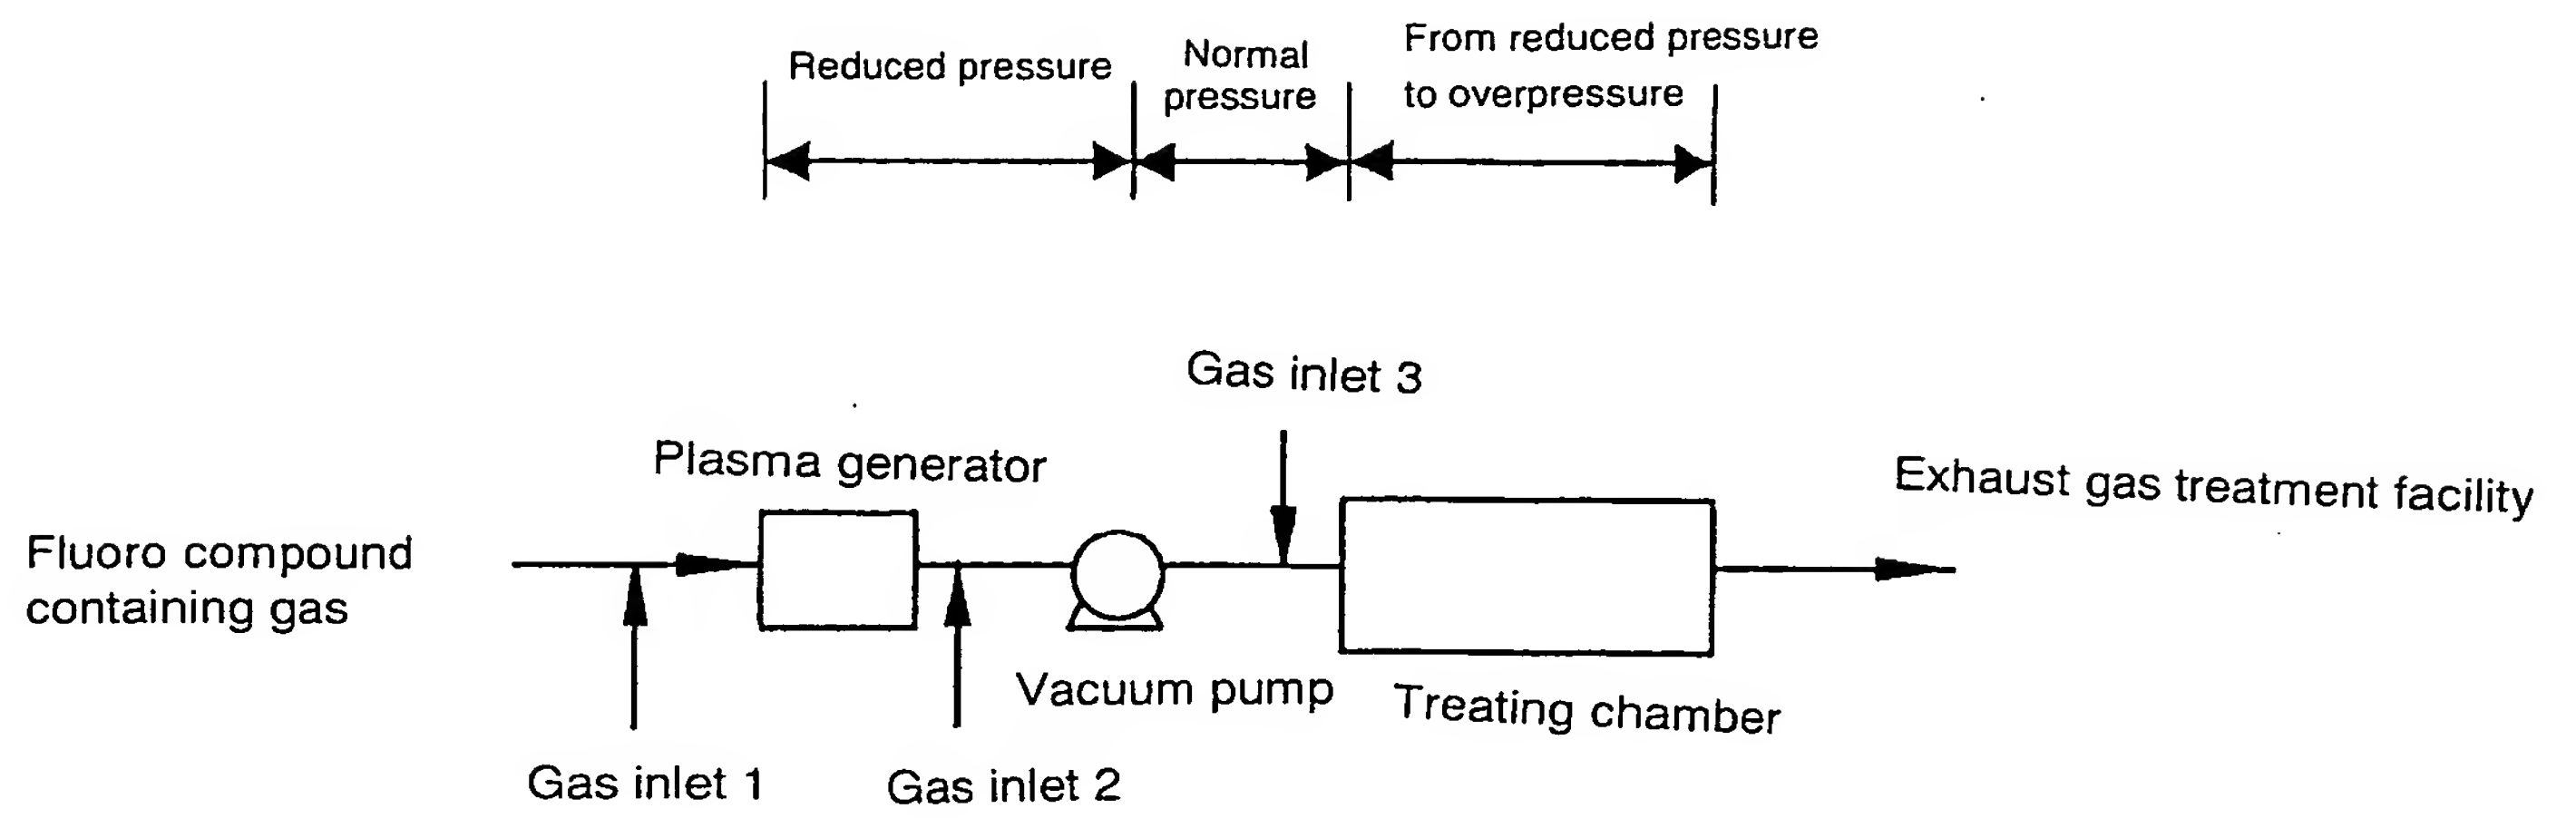 Reduced pressure
Normal
pressure
From reduced pressure
to overpressure
Gas inlet 3
Plasma generator
Exhaust gas treatment facility
Fluoro compound
containing gas
Vacuum pump
Treating chamber
Gas inlet 1
Gas inlet 2